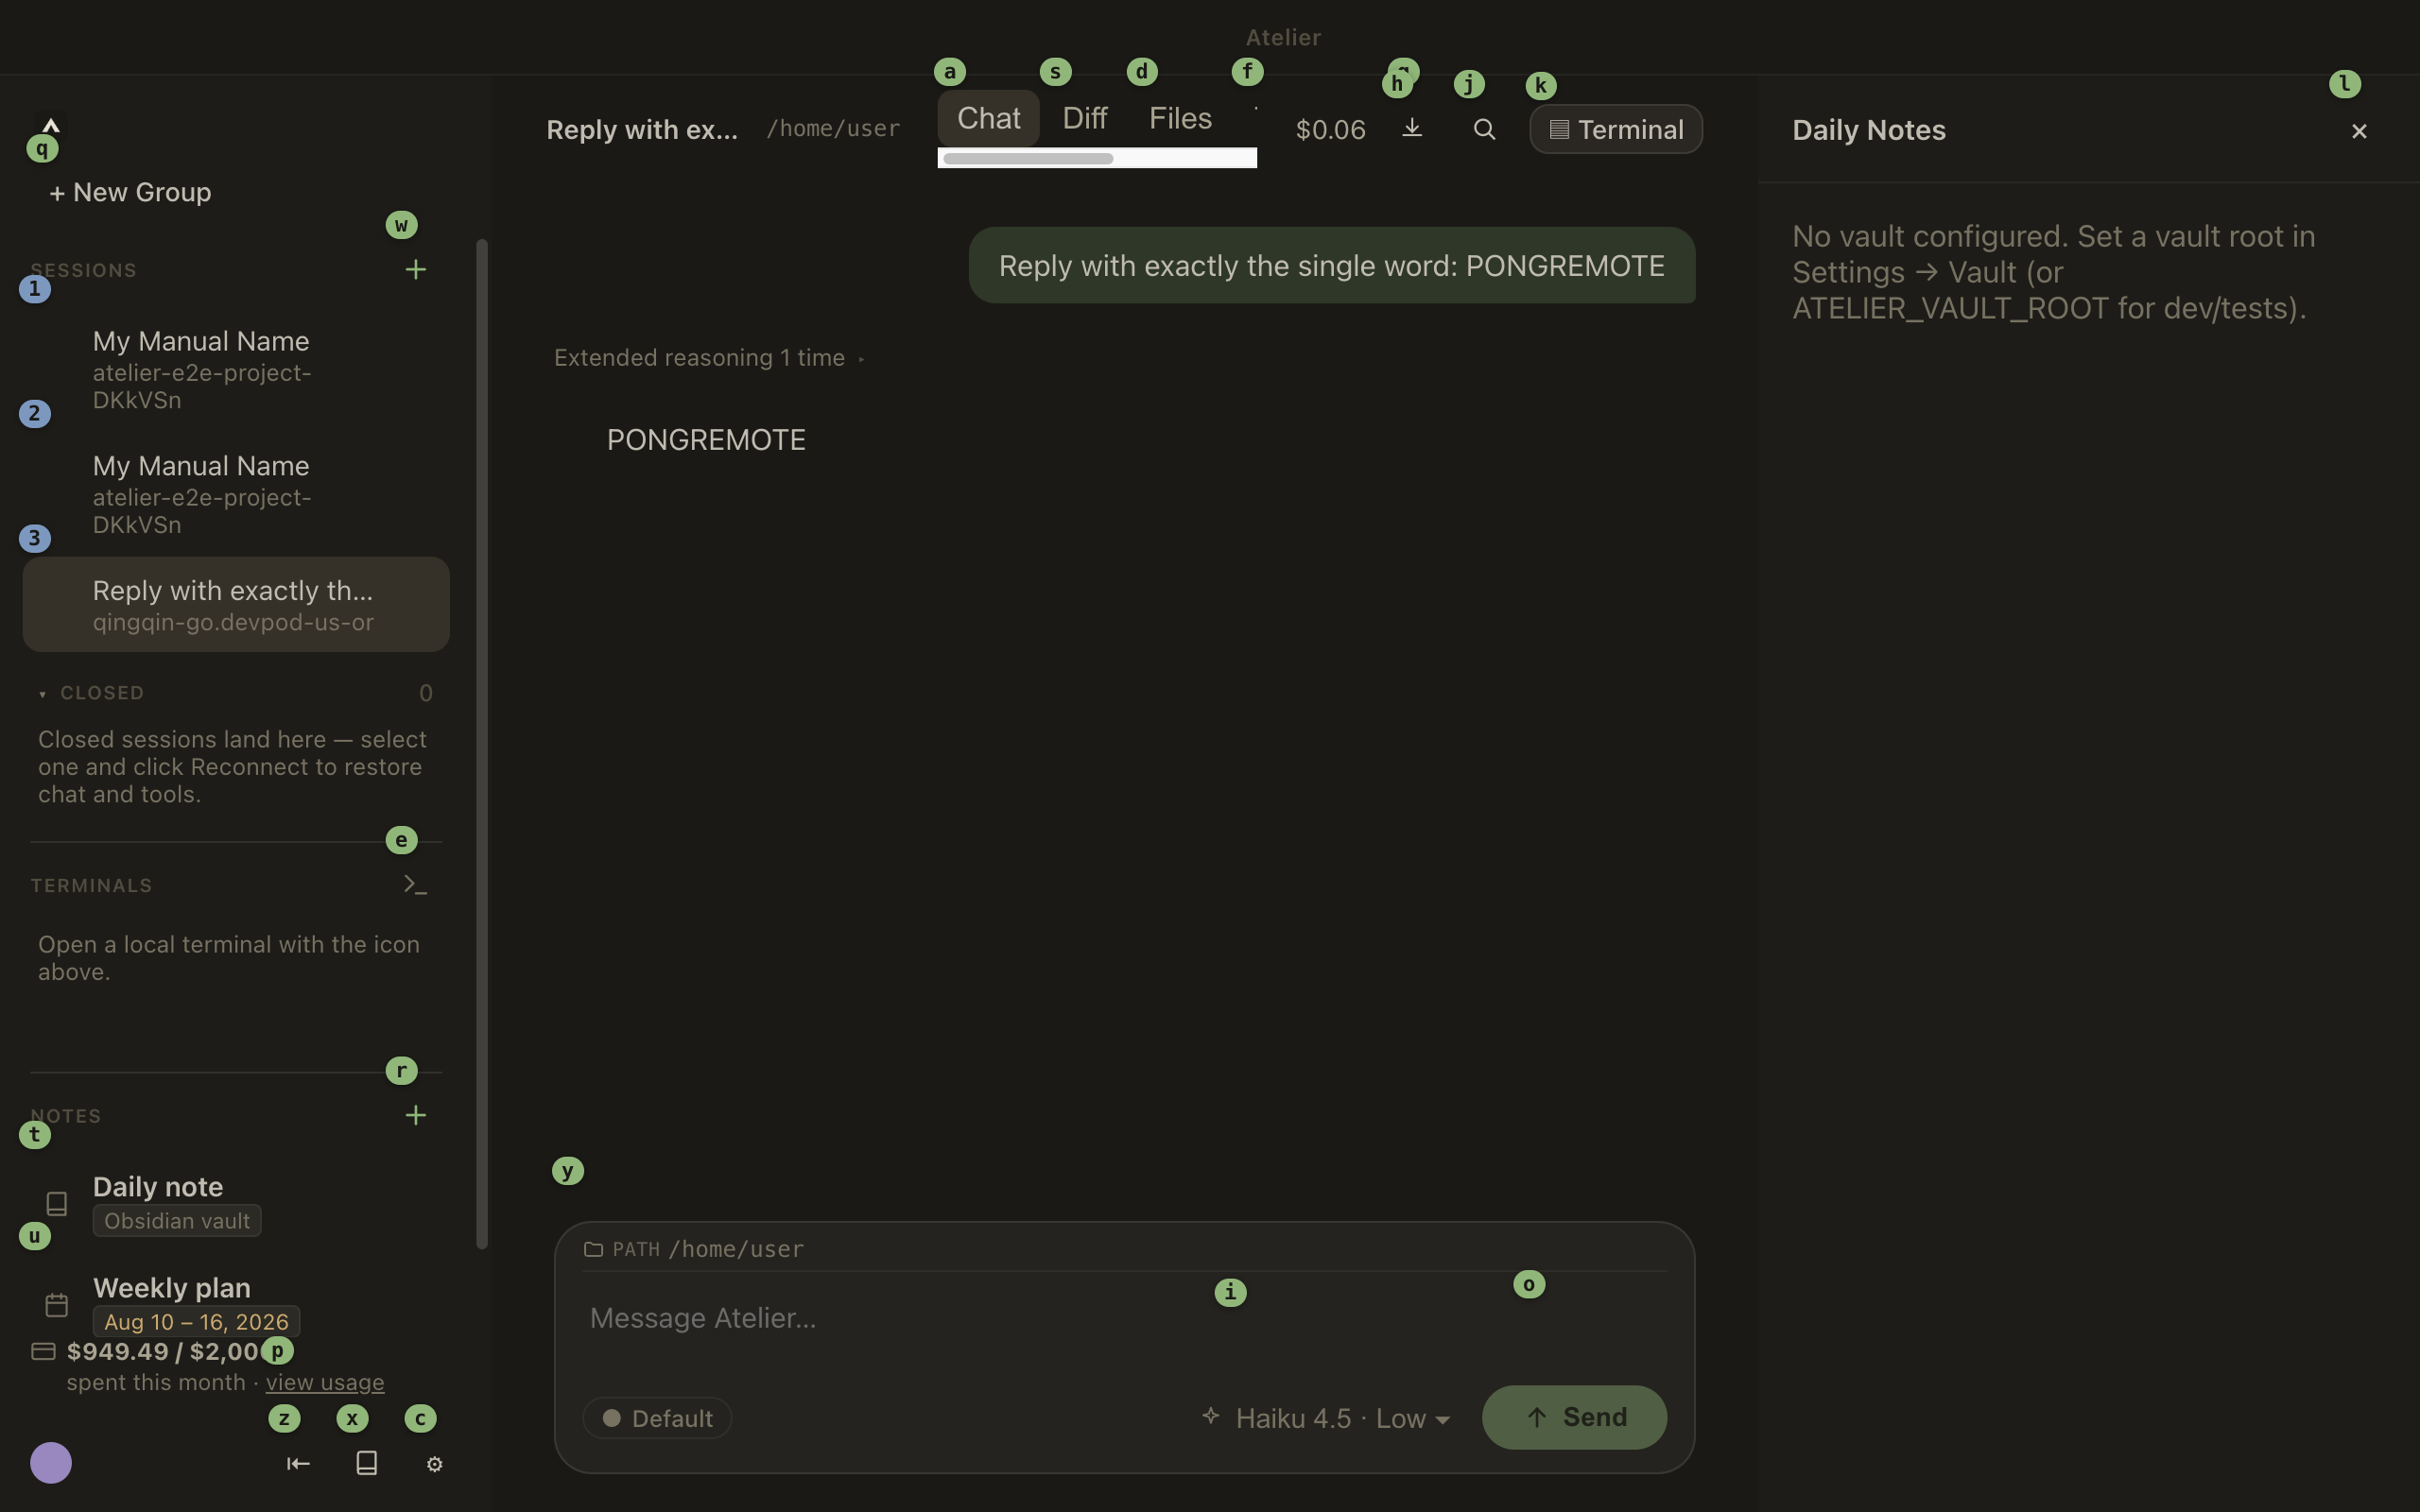 Atelier
a
s
d
f
h
j
k
l
q
+ New Group
Reply with ex...
/home/user
Chat
Diff
Files
$0.06
Terminal
Daily Notes
w
SESSIONS
1
My Manual Name
atelier-e2e-project-
DKkVSn
2
My Manual Name
atelier-e2e-project-
DKkVSn
3
Reply with exactly th...
qingqin-go.devpod-us-or
CLOSED
0
Closed sessions land here — select
one and click Reconnect to restore
chat and tools.
e
TERMINALS
Open a local terminal with the icon
above.
r
NOTES
t
Daily note
Obsidian vault
u
Weekly plan
Aug 10 – 16, 2026
$949.49 / $2,00
p
spent this month · view usage
z
x
c
Reply with exactly the single word: PONGREMOTE
Extended reasoning 1 time
PONGREMOTE
y
PATH /home/user
i
o
Message Atelier...
Default
Haiku 4.5 · Low
Send
No vault configured. Set a vault root in
Settings → Vault (or
ATELIER_VAULT_ROOT for dev/tests).